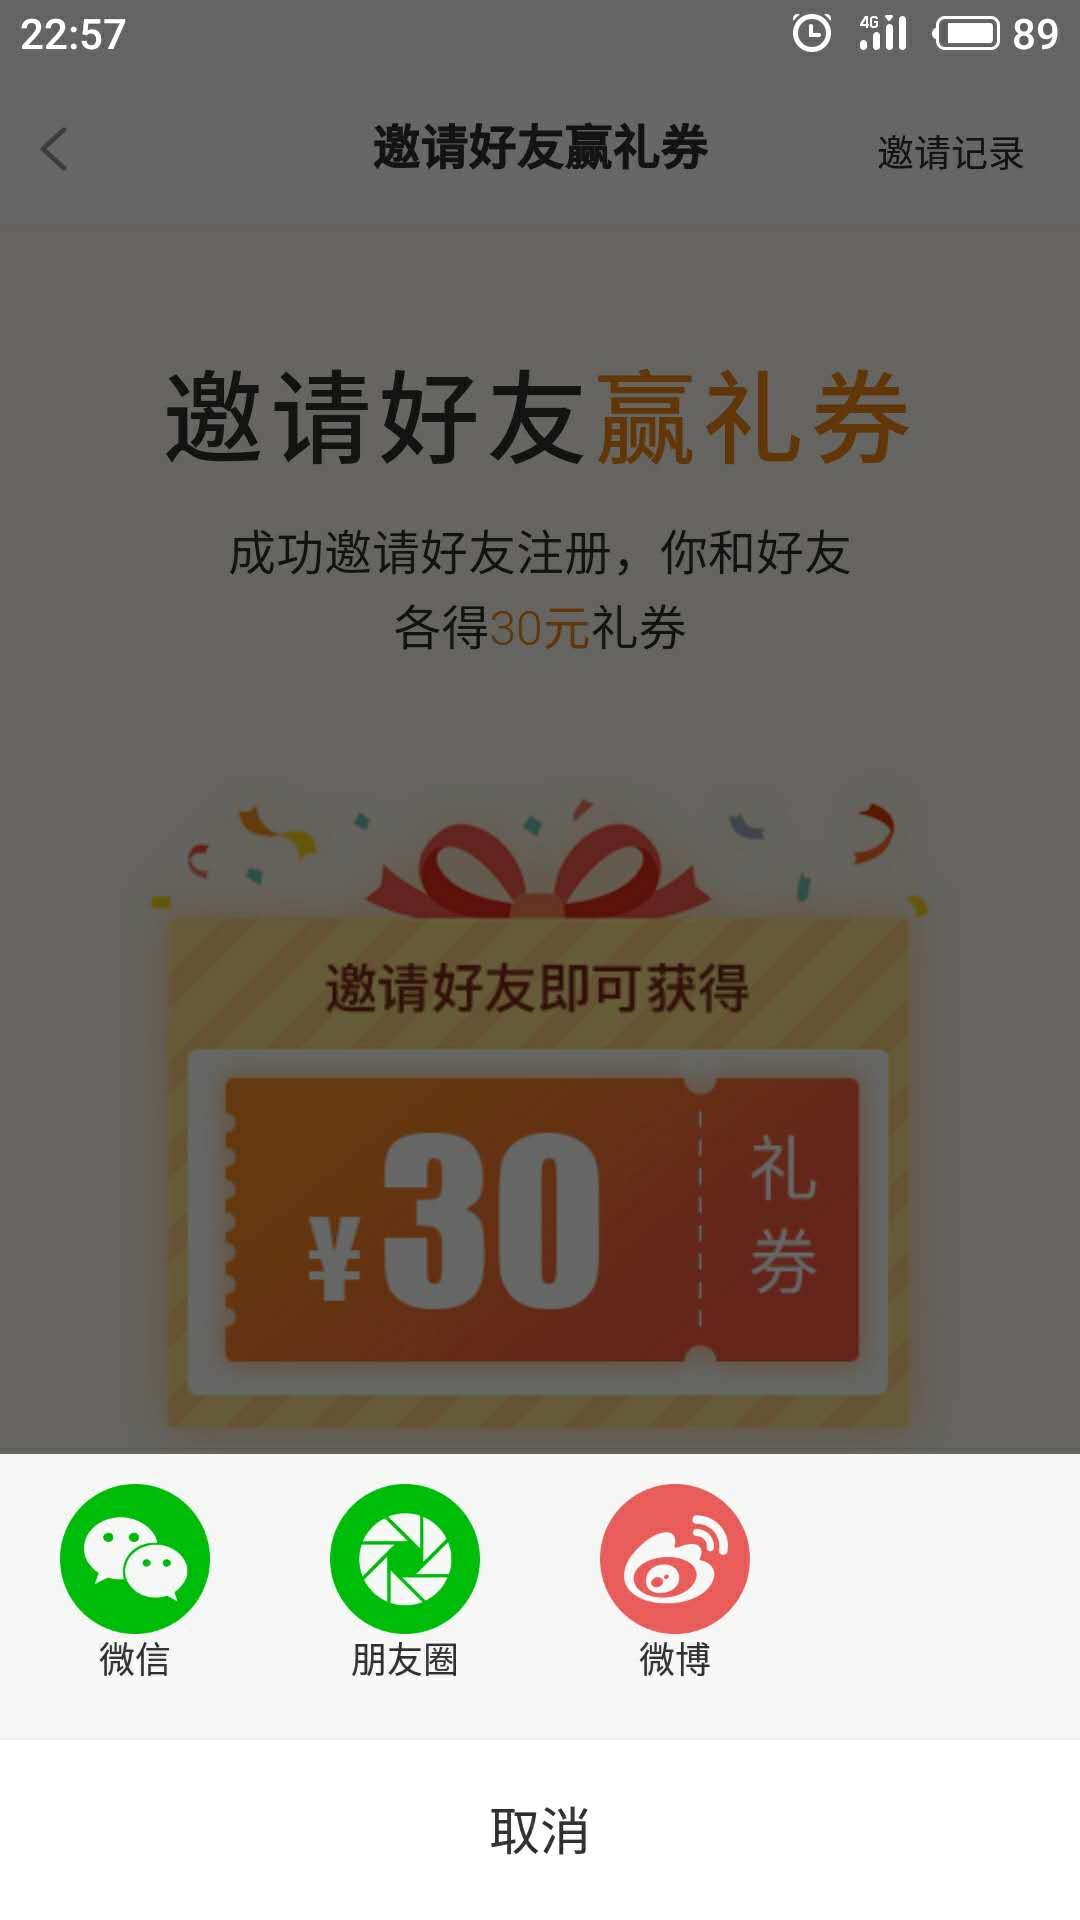 22:57
4G
89
邀请好友赢礼券
邀请记录
邀请好友赢礼券
成功邀请好友注册，你和好友
各得30元礼券
邀请好友即可获得
¥30
礼券
微信
朋友圈
微博
取消